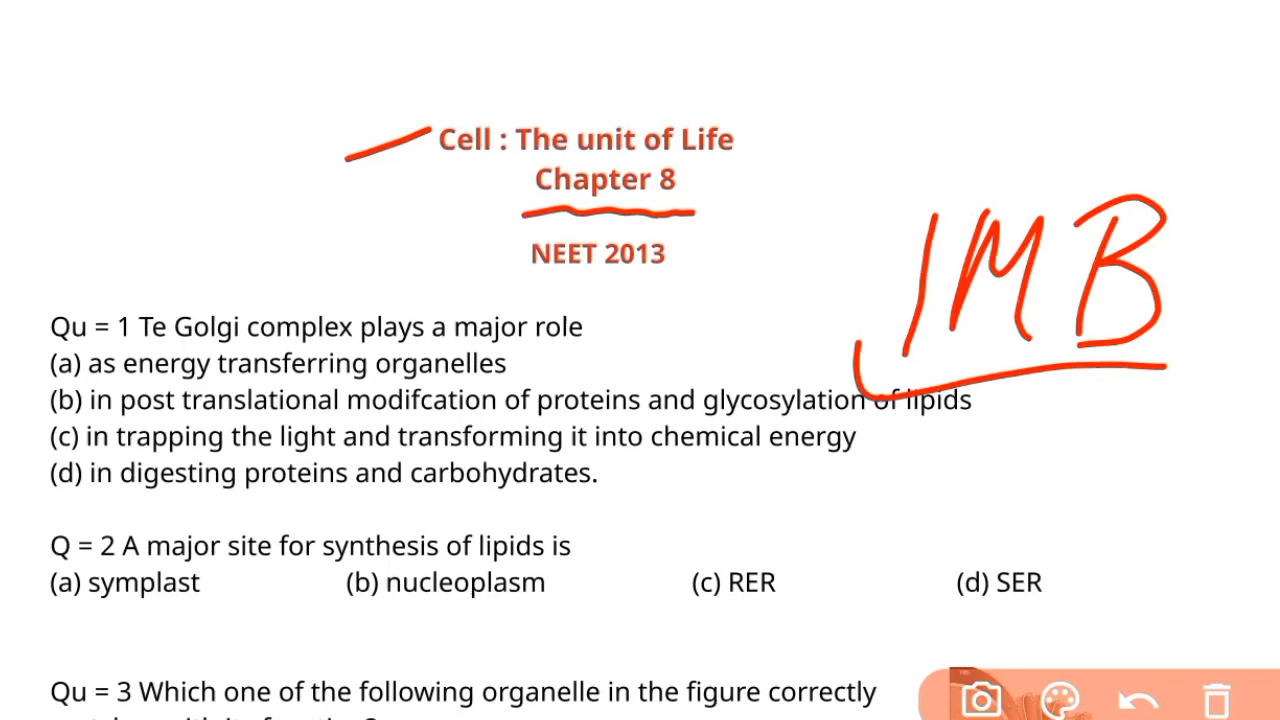 Cell : The unit of Life
Chapter 8
NEET 2013
IMB
Qu = 1 Te Golgi complex plays a major role
(a) as energy transferring organelles
(b) in post translational modifcation of proteins and glycosylation of lipids
(c) in trapping the light and transforming it into chemical energy
(d) in digesting proteins and carbohydrates.
Q = 2 A major site for synthesis of lipids is
(a) symplast (b) nucleoplasm (c) RER (d) SER
Qu = 3 Which one of the following organelle in the figure correctly